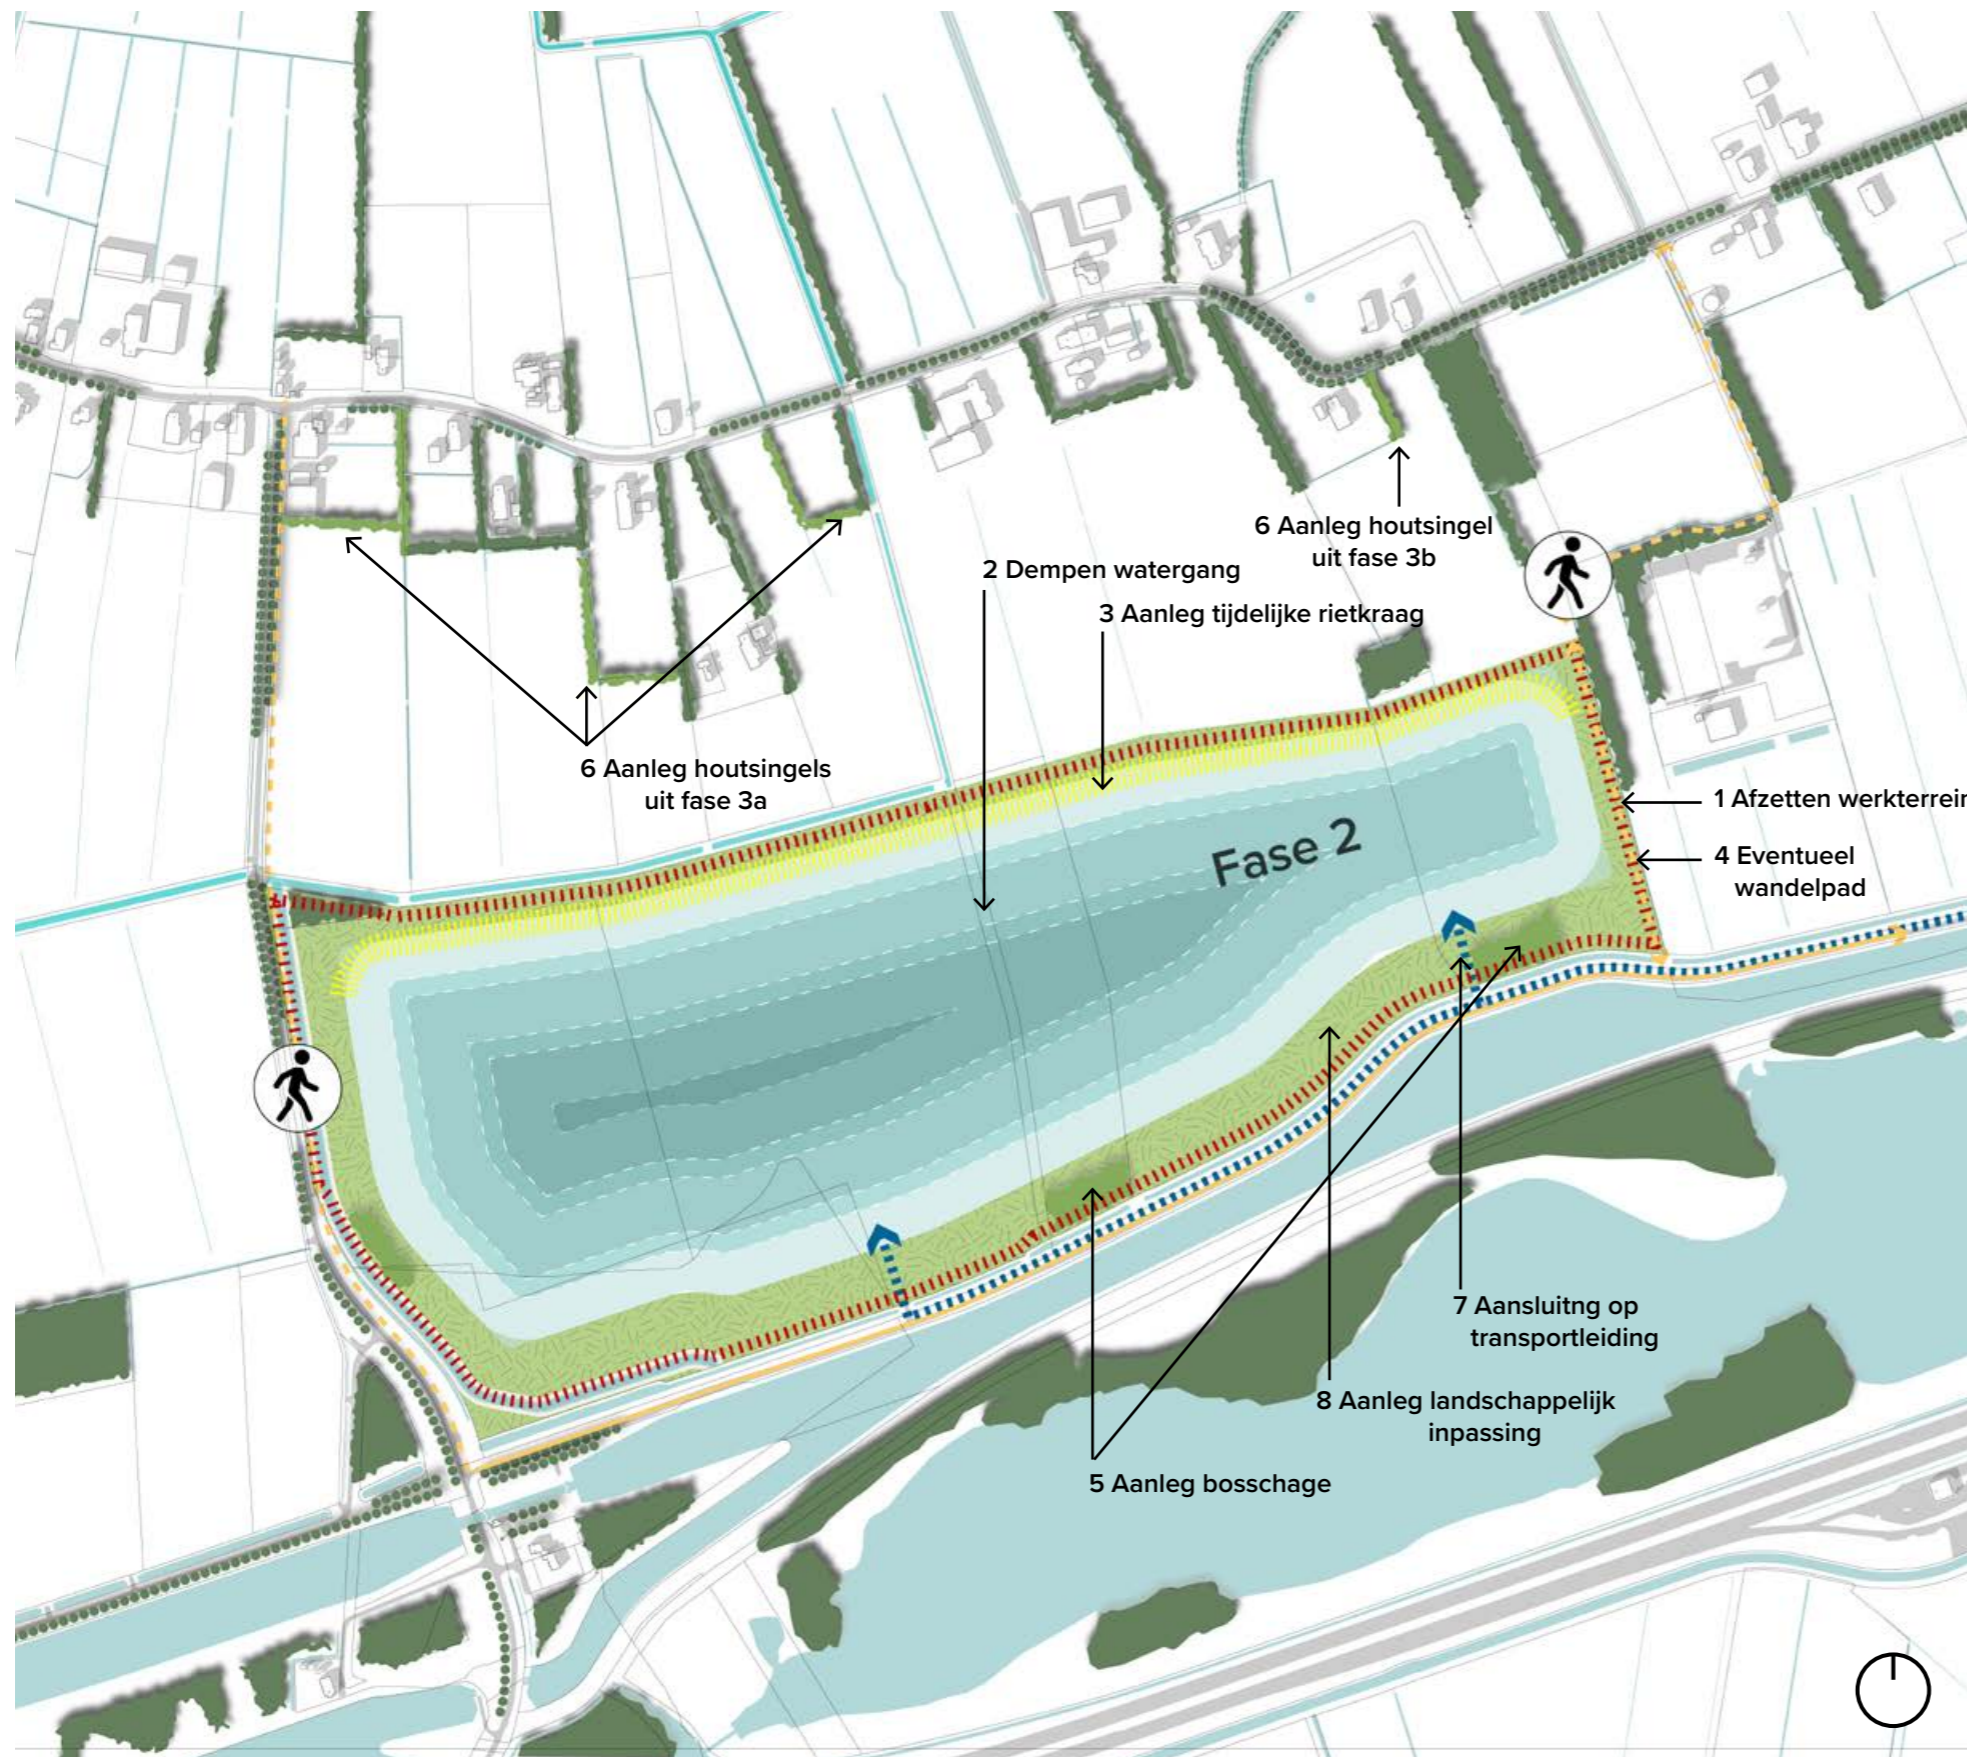 6 Aanleg houtsingel
uit fase 3b
2 Dempen watergang
3 Aanleg tijdelijke rietkraag
6 Aanleg houtsingels
uit fase 3a
1 Afzetten werkterrein
Fase 2
4 Eventueel
wandelpad
7 Aansluitng op
transportleiding
8 Aanleg landschappelijk
inpassing
5 Aanleg bosschage